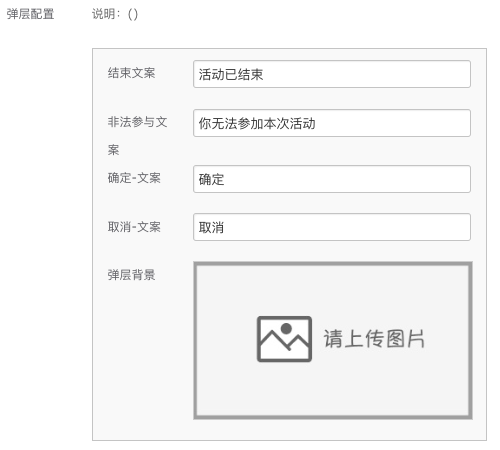 弹层配置 说明：()
结束文案 活动已结束
非法参与文案 你无法参加本次活动
确定-文案 确定
取消-文案 取消
弹层背景 请上传图片